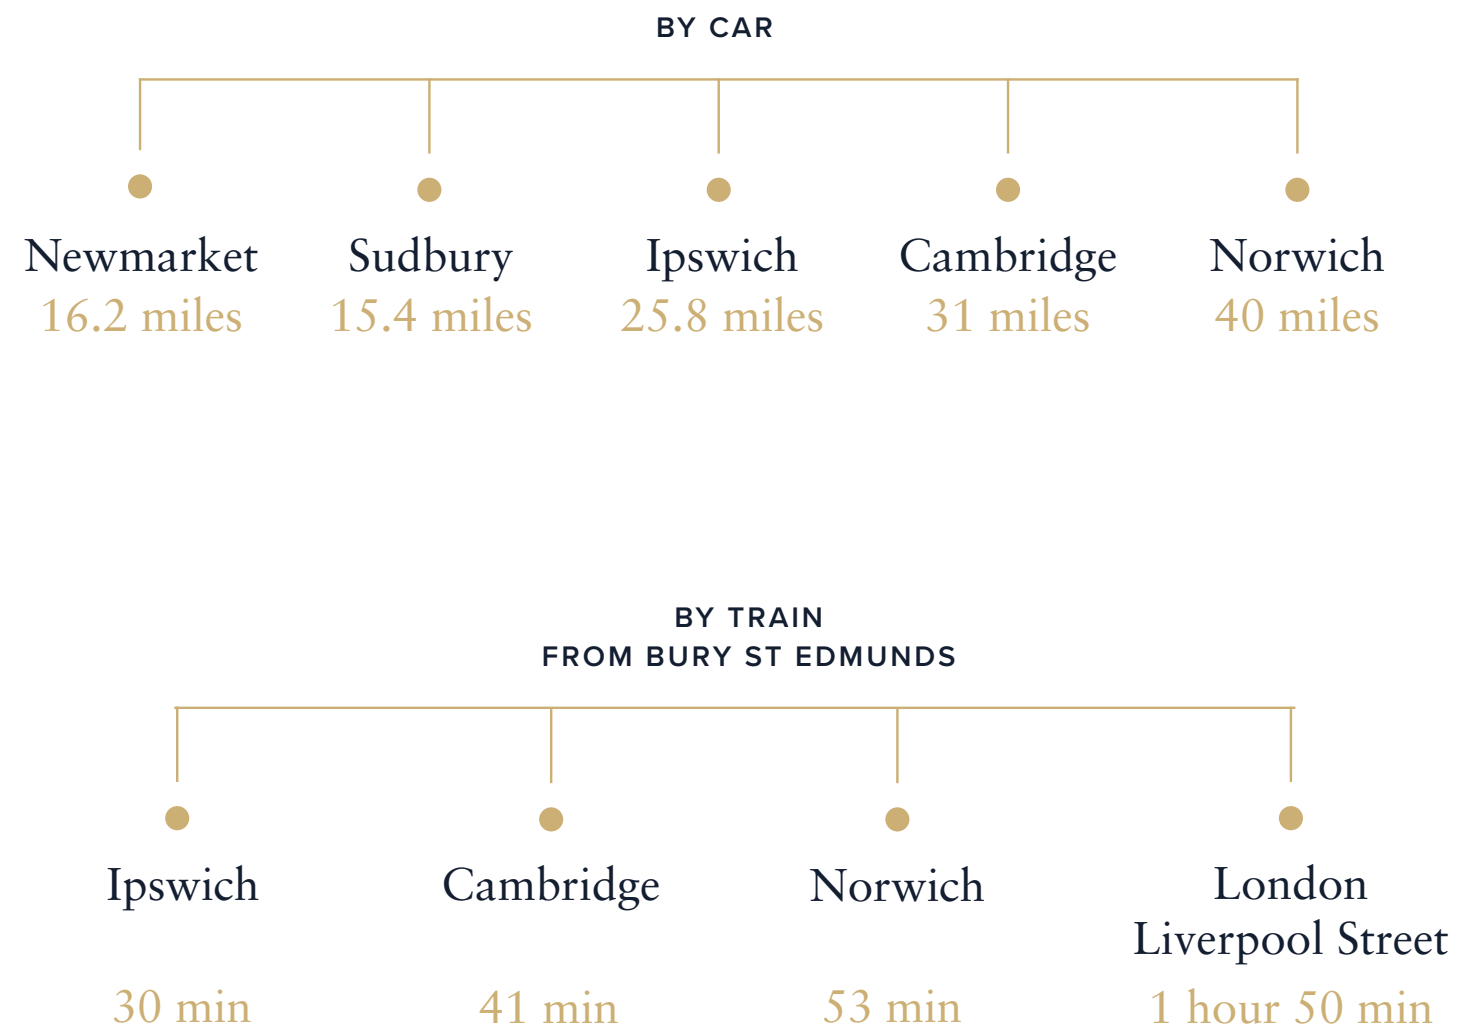 BY CAR
Newmarket
16.2 miles
Sudbury
15.4 miles
Ipswich
25.8 miles
Cambridge
31 miles
Norwich
40 miles
BY TRAIN
FROM BURY ST EDMUNDS
Ipswich
30 min
Cambridge
41 min
Norwich
53 min
London
Liverpool Street
1 hour 50 min